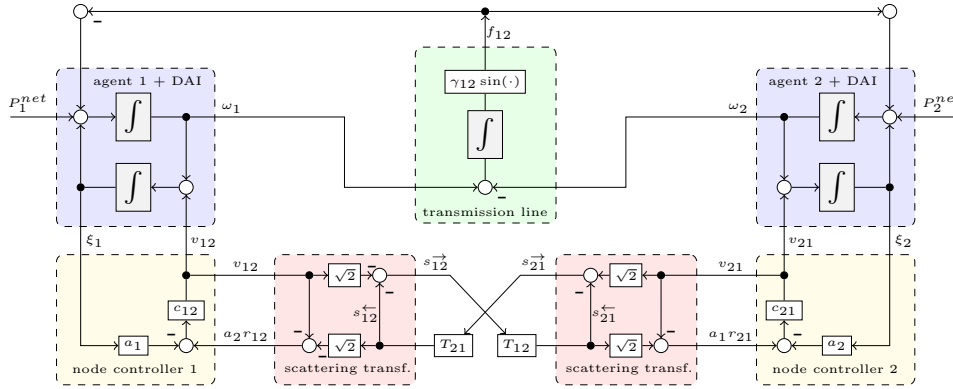 f₁₂
agent 1 + DAI
agent 2 + DAI
P₁ⁿᵉᵗ
∫
ω₁
γ₁₂ sin(·)
∫
ω₂
∫
P₂ⁿᵉ
∫
∫
transmission line
ξ₁
v₁₂
v₂₁
ξ₂
v₁₂
√2
s₁₂→
s₂₁→
√2
v₂₁
c₁₂
s₁₂←
s₂₁←
c₂₁
a₁
a₂r₁₂
√2
T₂₁
T₁₂
√2
a₁r₂₁
a₂
node controller 1
scattering transf.
scattering transf.
node controller 2